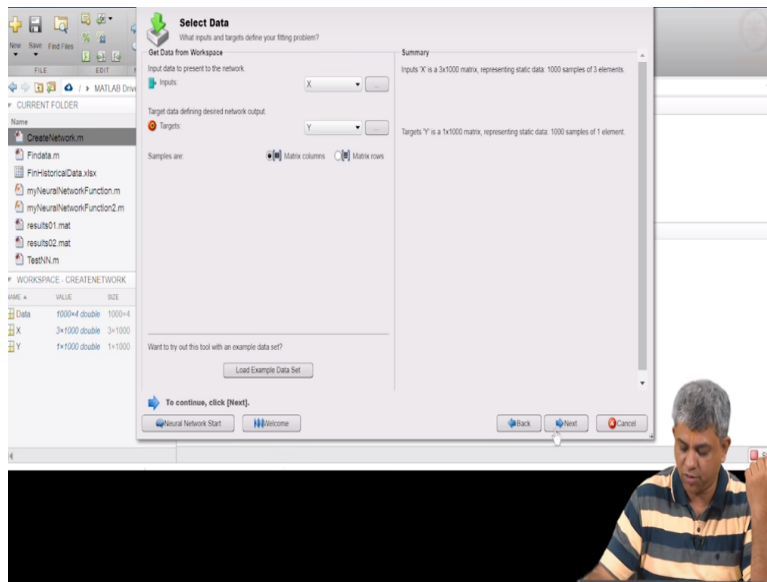 New Save Find Files
FILE EDIT
/ > MATLAB Drive
CURRENT FOLDER
Name
CreateNetwork.m
Findata.m
FinHistoricalData.xlsx
myNeuralNetworkFunction.m
myNeuralNetworkFunction2.m
results01.mat
results02.mat
TestNN.m
WORKSPACE - CREATENETWORK
NAME VALUE SIZE
Data 1000×4 double 1000×4
X 3×1000 double 3×1000
Y 1×1000 double 1×1000
Select Data
What inputs and targets define your fitting problem?
Get Data from Workspace
Input data to present to the network.
Inputs: X ...
Target data defining desired network output.
Targets: Y ...
Samples are: Matrix columns Matrix rows
Want to try out this tool with an example data set?
Load Example Data Set
Summary
Inputs 'X' is a 3x1000 matrix, representing static data: 1000 samples of 3 elements.
Targets 'Y' is a 1x1000 matrix, representing static data: 1000 samples of 1 element.
To continue, click [Next].
Neural Network Start Welcome Back Next Cancel